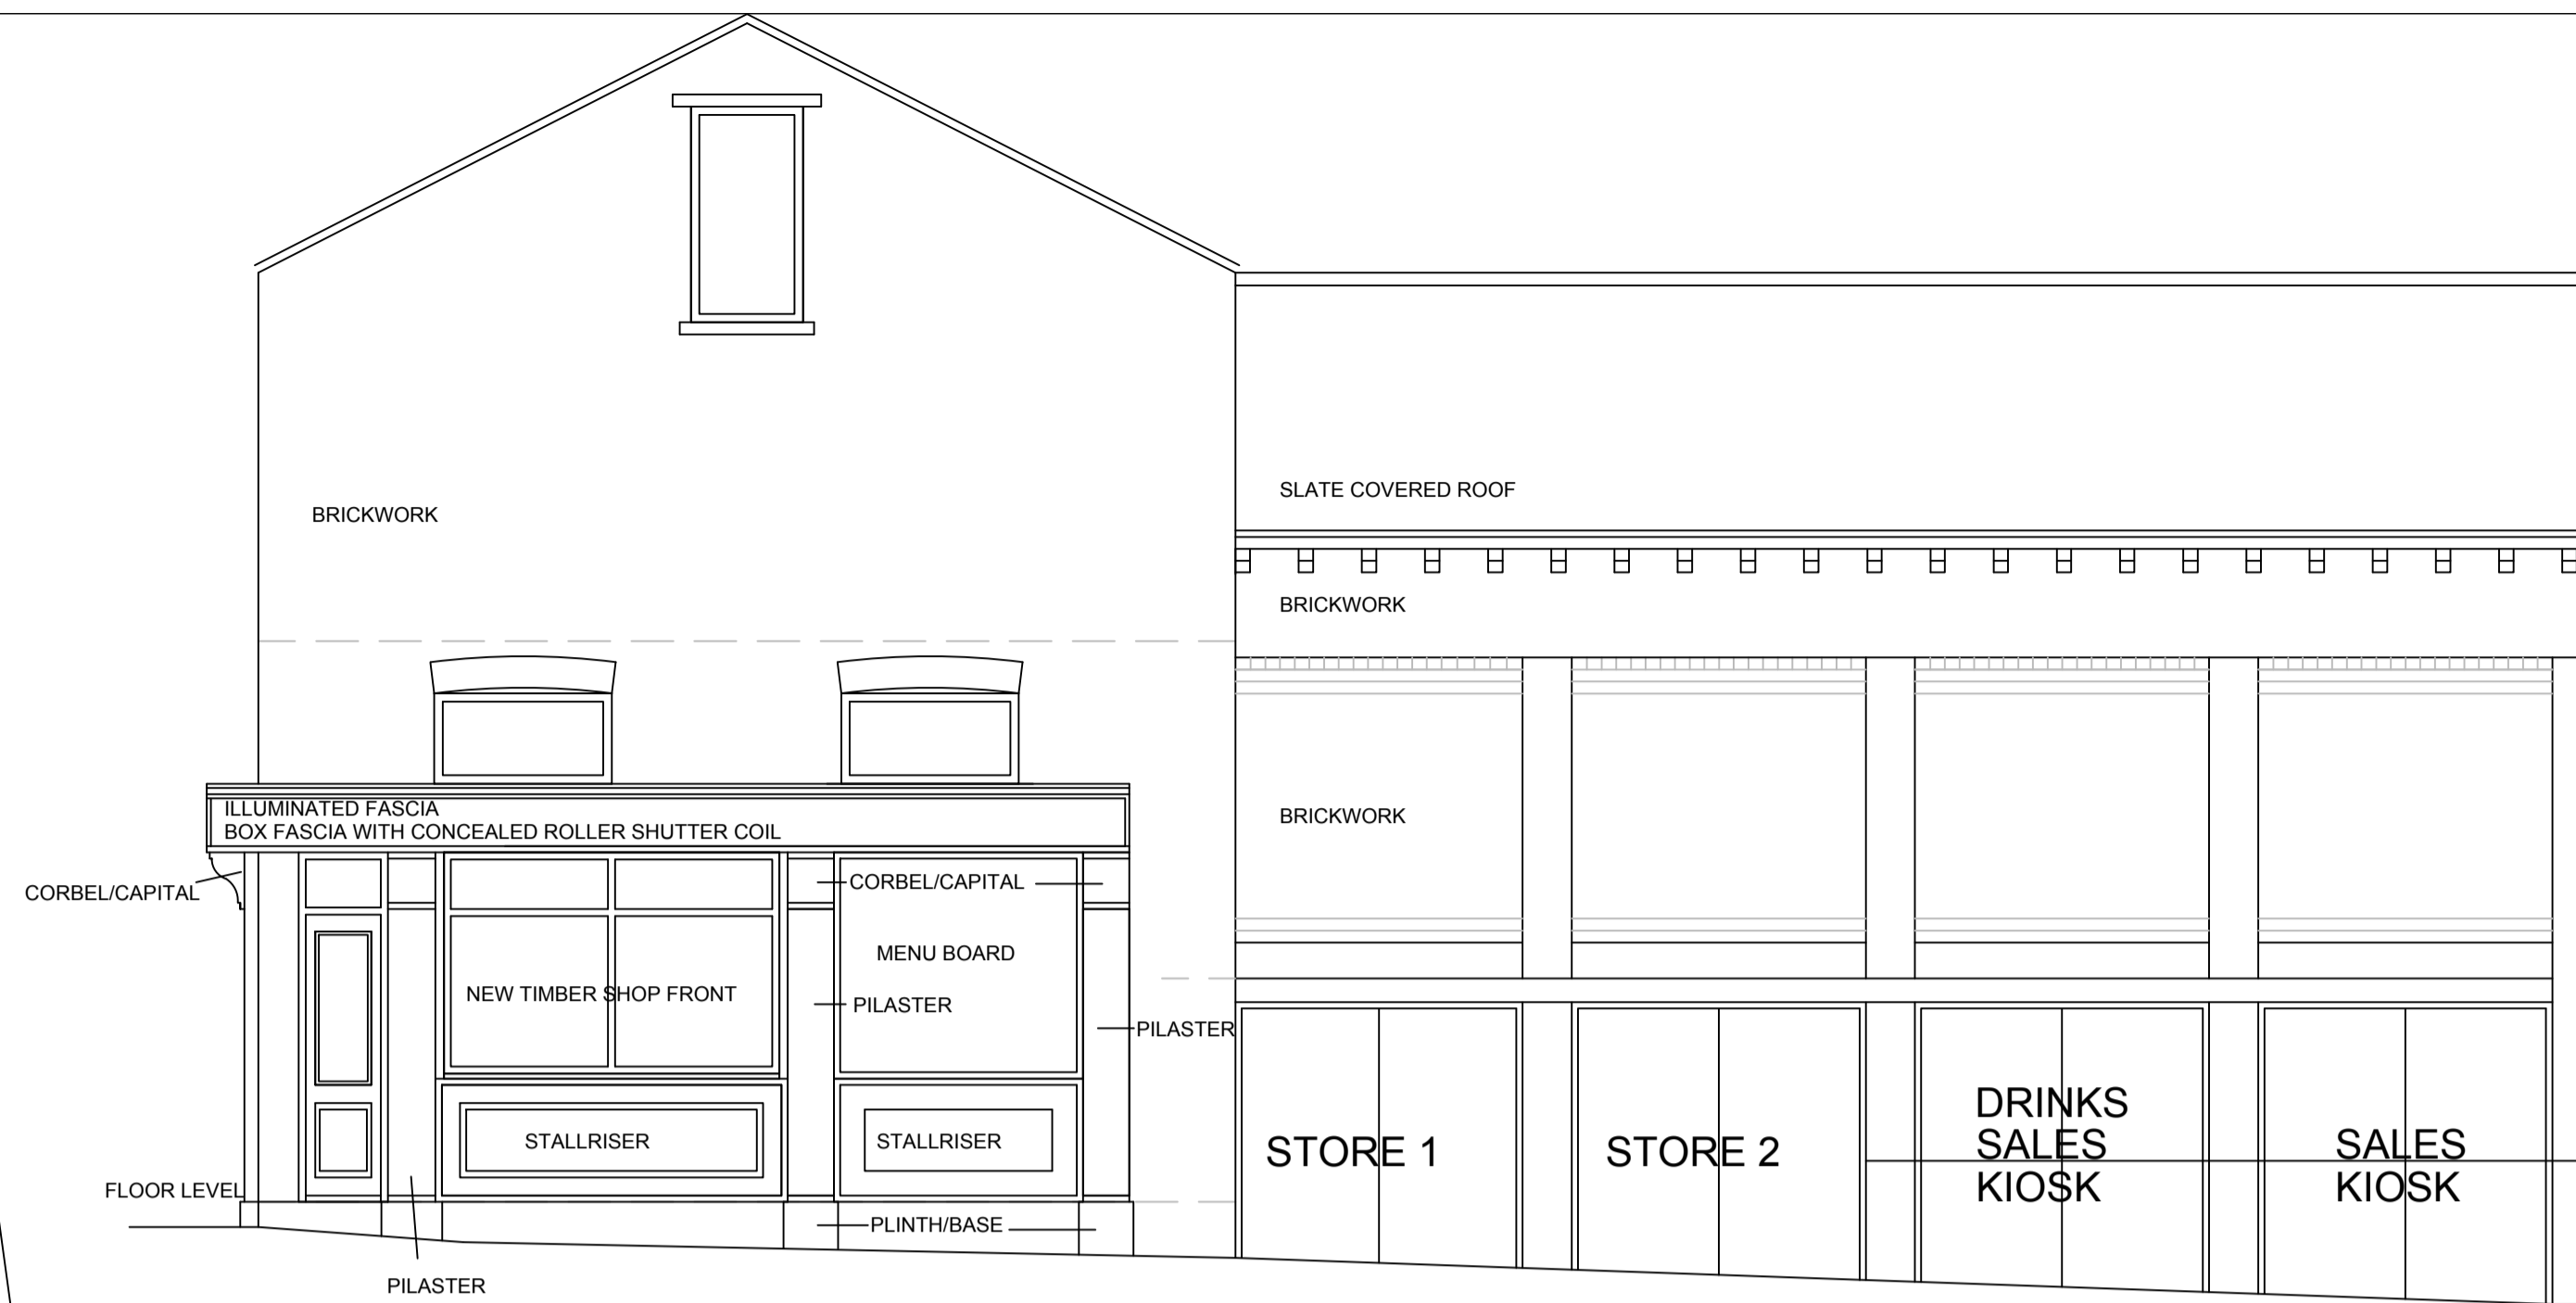 SLATE COVERED ROOF
BRICKWORK
BRICKWORK
ILLUMINATED FASCIA
BOX FASCIA WITH CONCEALED ROLLER SHUTTER COIL
BRICKWORK
CORBEL/CAPITAL
CORBEL/CAPITAL
MENU BOARD
NEW TIMBER SHOP FRONT
PILASTER
PILASTER
STALLRISER
STALLRISER
STORE 1
STORE 2
DRINKS
SALES
KIOSK
SALES
KIOSK
FLOOR LEVEL
PLINTH/BASE
PILASTER